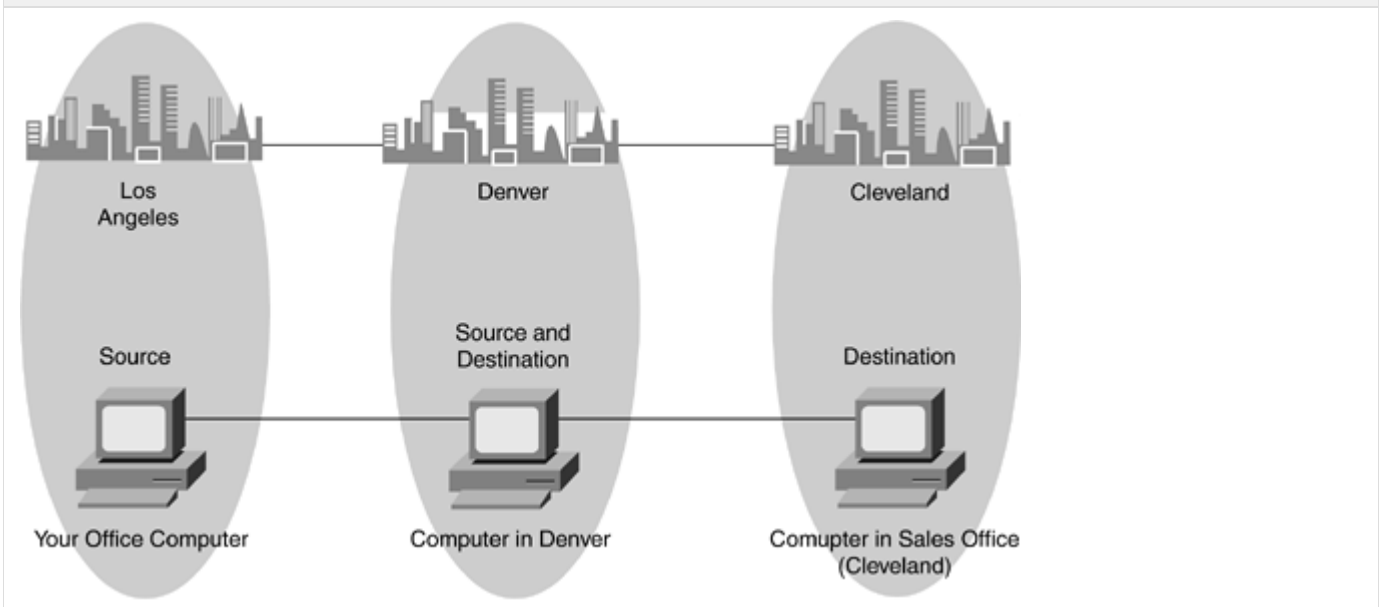 Los
Angeles
Denver
Cleveland
Source
Source and
Destination
Destination
Your Office Computer
Computer in Denver
Comupter in Sales Office
(Cleveland)